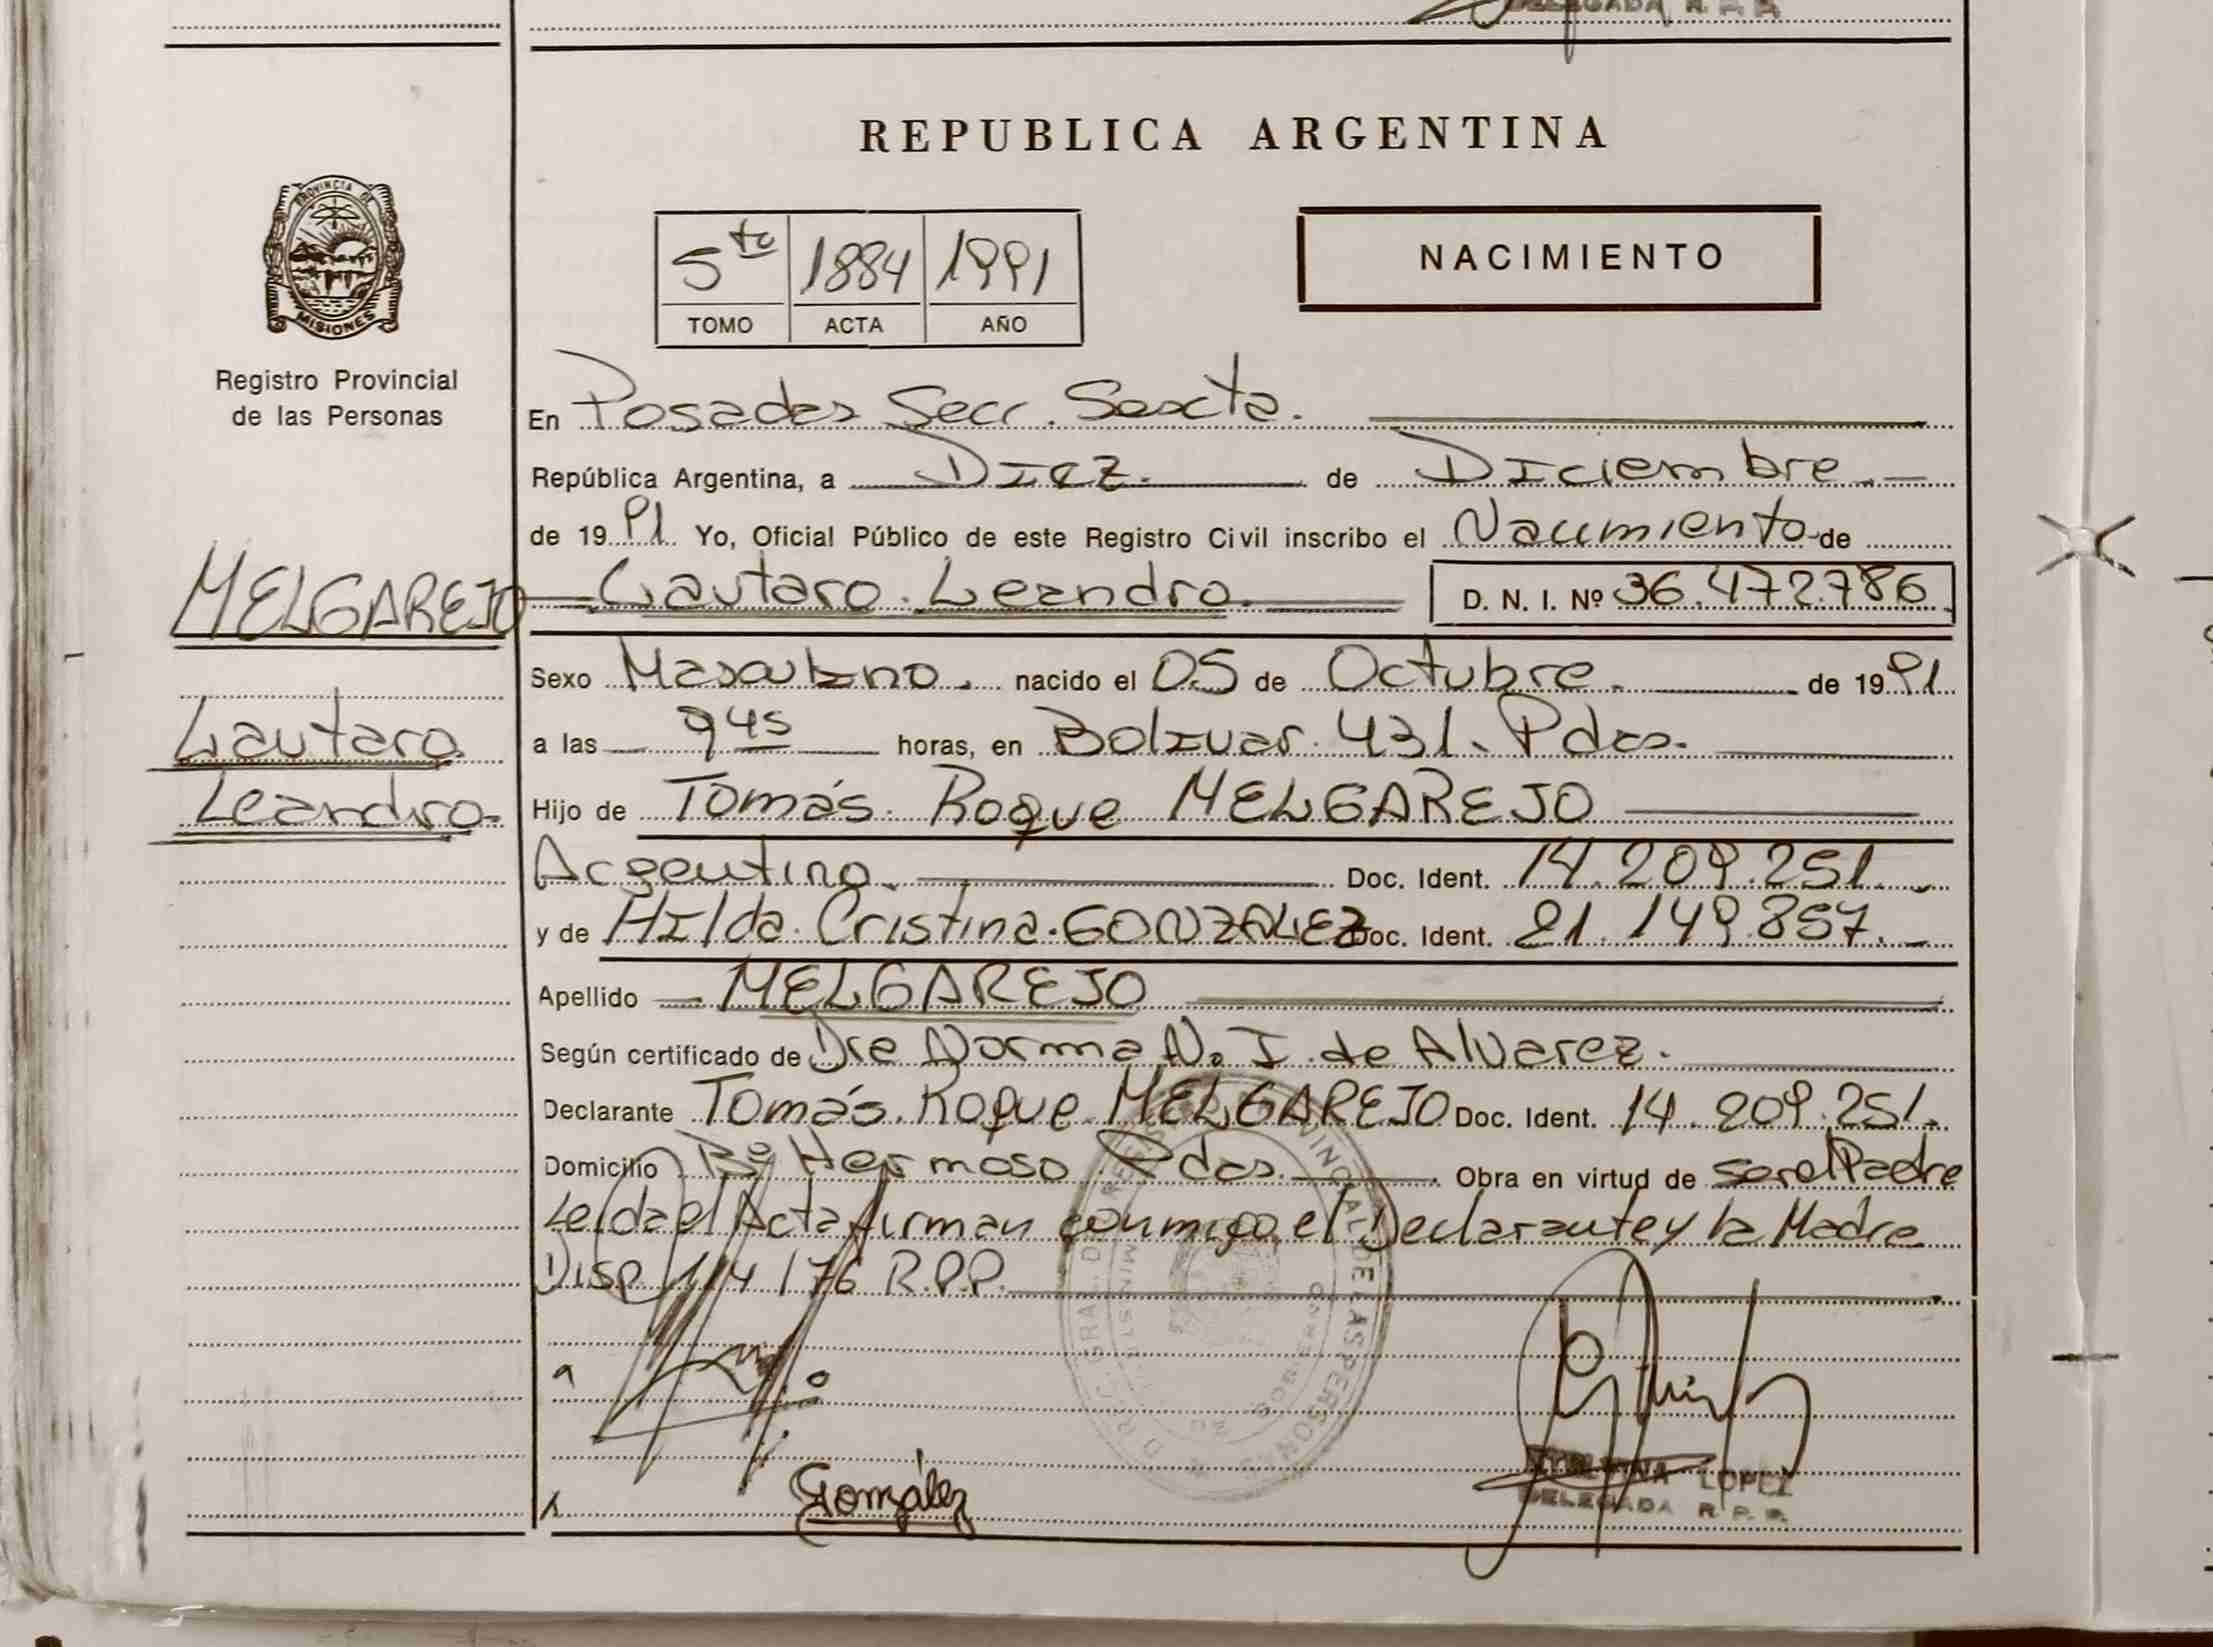 DELEGADA R. P. P.
REPUBLICA ARGENTINA
PROVINCIA DE
MISIONES
5to 1884 1991
TOMO ACTA AÑO
NACIMIENTO
Registro Provincial
de las Personas
En Posadas Secc. Sexta.
República Argentina, a Diez. de Diciembre.
de 1991 Yo, Oficial Público de este Registro Civil inscribo el Nacimiento de
MELGAREJO
Lautaro Leandro. D. N. I. Nº 36.472.786
Sexo Masculino. nacido el 05 de Octubre. de 1991
Lautaro
Leandro.
a las 9 45 horas, en Bolivar 431. Pdas.
Hijo de Tomás Roque MELGAREJO
Argentino. Doc. Ident. 14.209.251.
y de Hilda Cristina GONZALEZ Doc. Ident. 21.149.857.
Apellido MELGAREJO
Según certificado de Dra Norma N. I. de Alvarez.
Declarante Tomás Roque MELGAREJO Doc. Ident. 14.209.251.
Domicilio Bº Hermoso Pdas. Obra en virtud de ser el Padre
Leida el Acta firman conmigo el Declarante y la Madre
Disp 114/76 R.P.P.
González
LOPEZ
DELEGADA R. P. P.